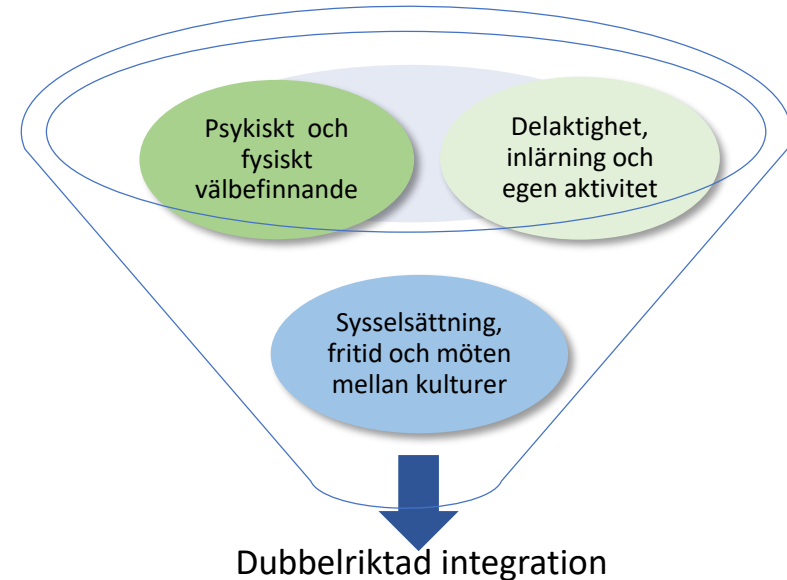 Psykiskt och
fysiskt
välbefinnande
Delaktighet,
inlärning och
egen aktivitet
Sysselsättning,
fritid och möten
mellan kulturer
Dubbelriktad integration